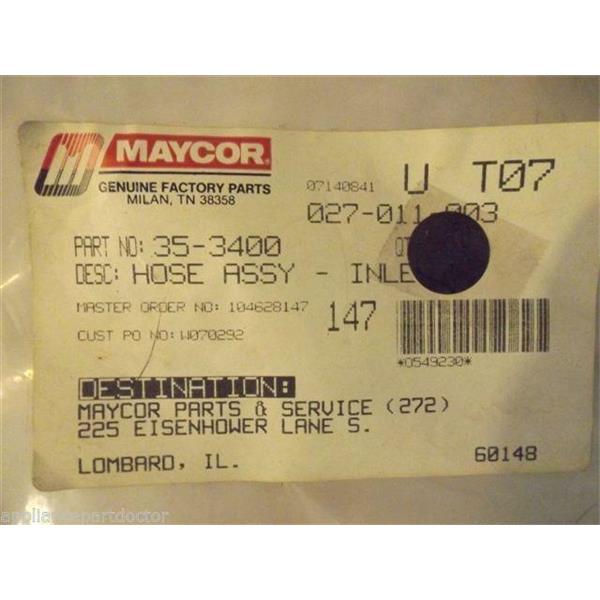 MAYCOR
GENUINE FACTORY PARTS
MILAN, TN 38358
07140841 U T07
027-011-003
PART NO: 35-3400
DESC: HOSE ASSY - INLE
MASTER ORDER NO: 104628147
147
CUST PO NO: W070292
*0549230*
DESTINATION:
MAYCOR PARTS & SERVICE (272)
225 EISENHOWER LANE S.
LOMBARD, IL. 60148
appliancepartdoctor